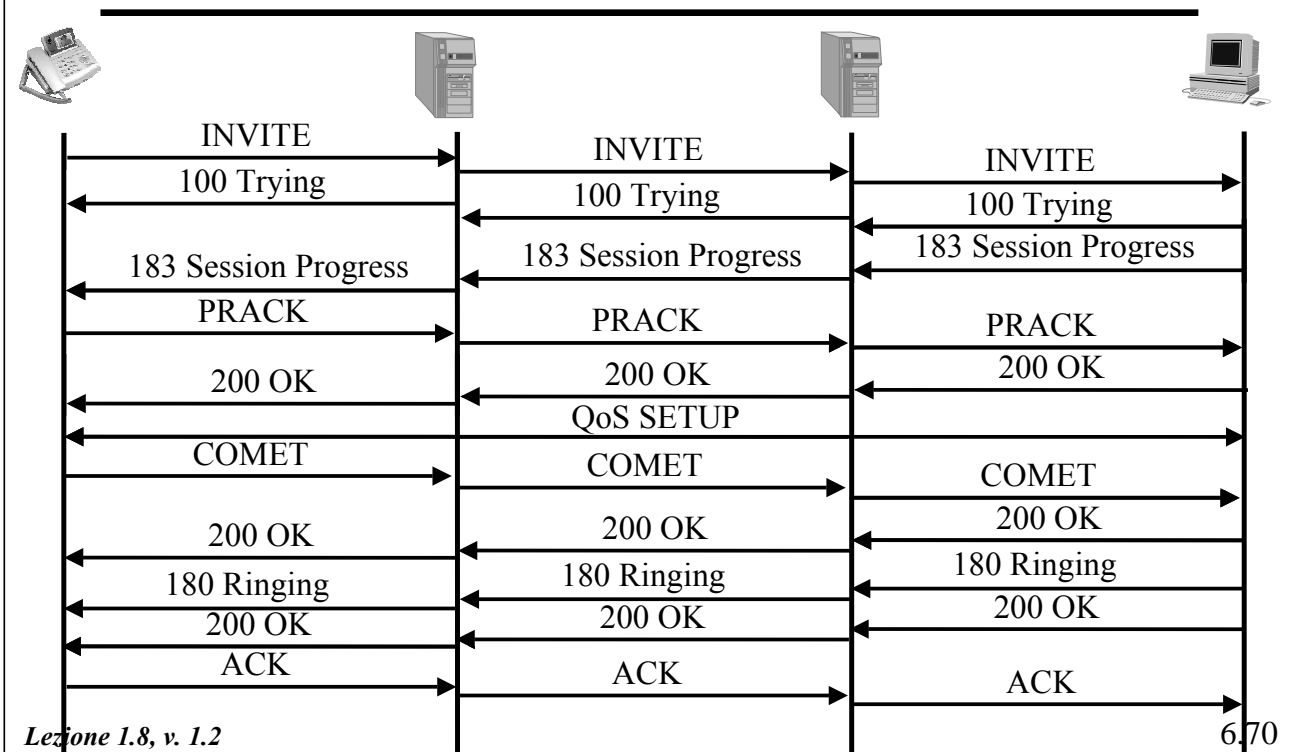 INVITE INVITE INVITE
100 Trying 100 Trying 100 Trying
183 Session Progress 183 Session Progress 183 Session Progress
PRACK PRACK PRACK
200 OK 200 OK 200 OK
QoS SETUP
COMET COMET COMET
200 OK 200 OK 200 OK
180 Ringing 180 Ringing 180 Ringing
200 OK 200 OK 200 OK
ACK ACK ACK
Lezione 1.8, v. 1.2 6.70